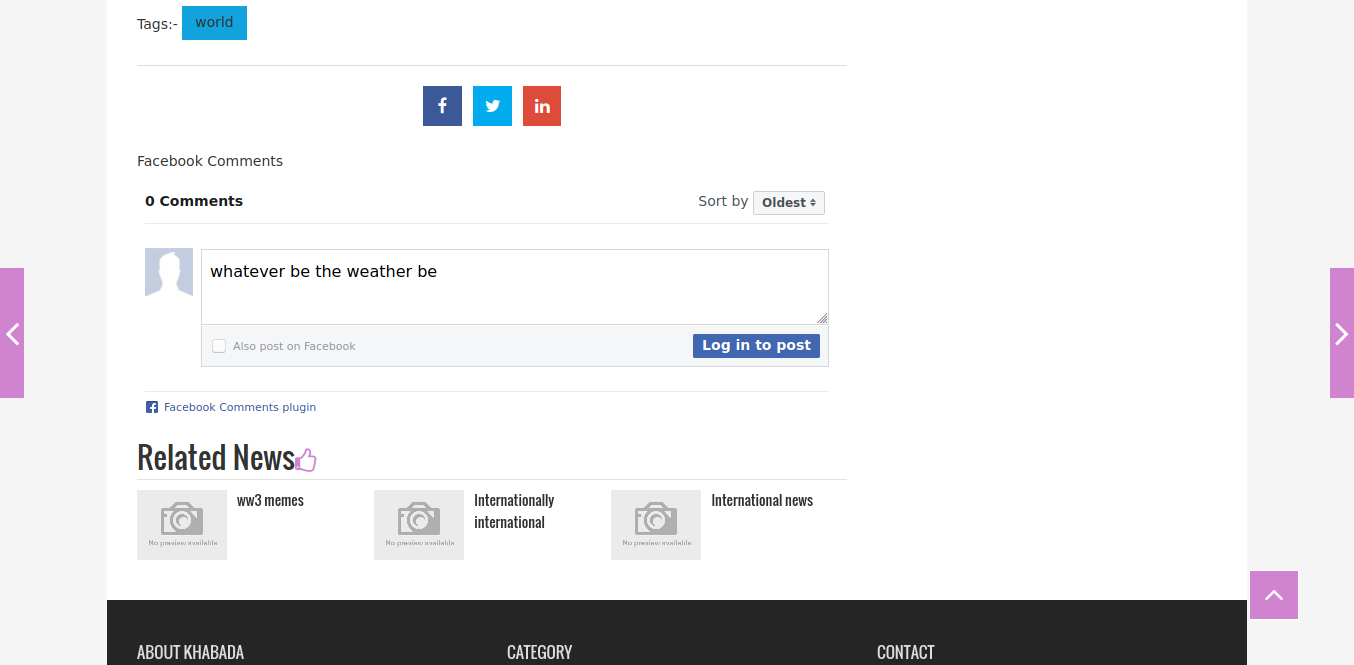 Tags:- world
Facebook Comments
0 Comments Sort by Oldest
whatever be the weather be
Also post on Facebook Log in to post
Facebook Comments plugin
Related News
No preview available
ww3 memes
No preview available
Internationally
international
No preview available
International news
ABOUT KHABADA CATEGORY CONTACT